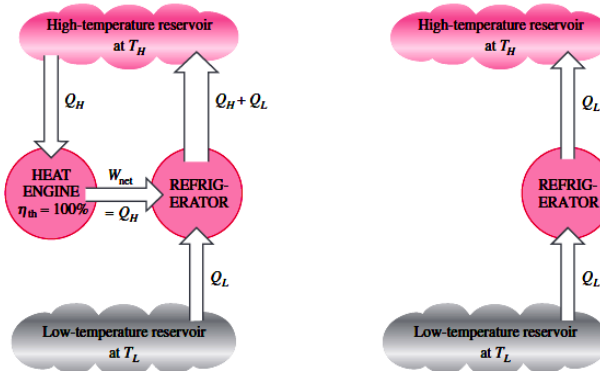 High-temperature reservoir
at T_H
Q_H
Q_H + Q_L
HEAT
ENGINE
η_th = 100%
W_net
= Q_H
REFRIG-
ERATOR
Q_L
Low-temperature reservoir
at T_L
High-temperature reservoir
at T_H
Q_L
REFRIG-
ERATOR
Q_L
Low-temperature reservoir
at T_L